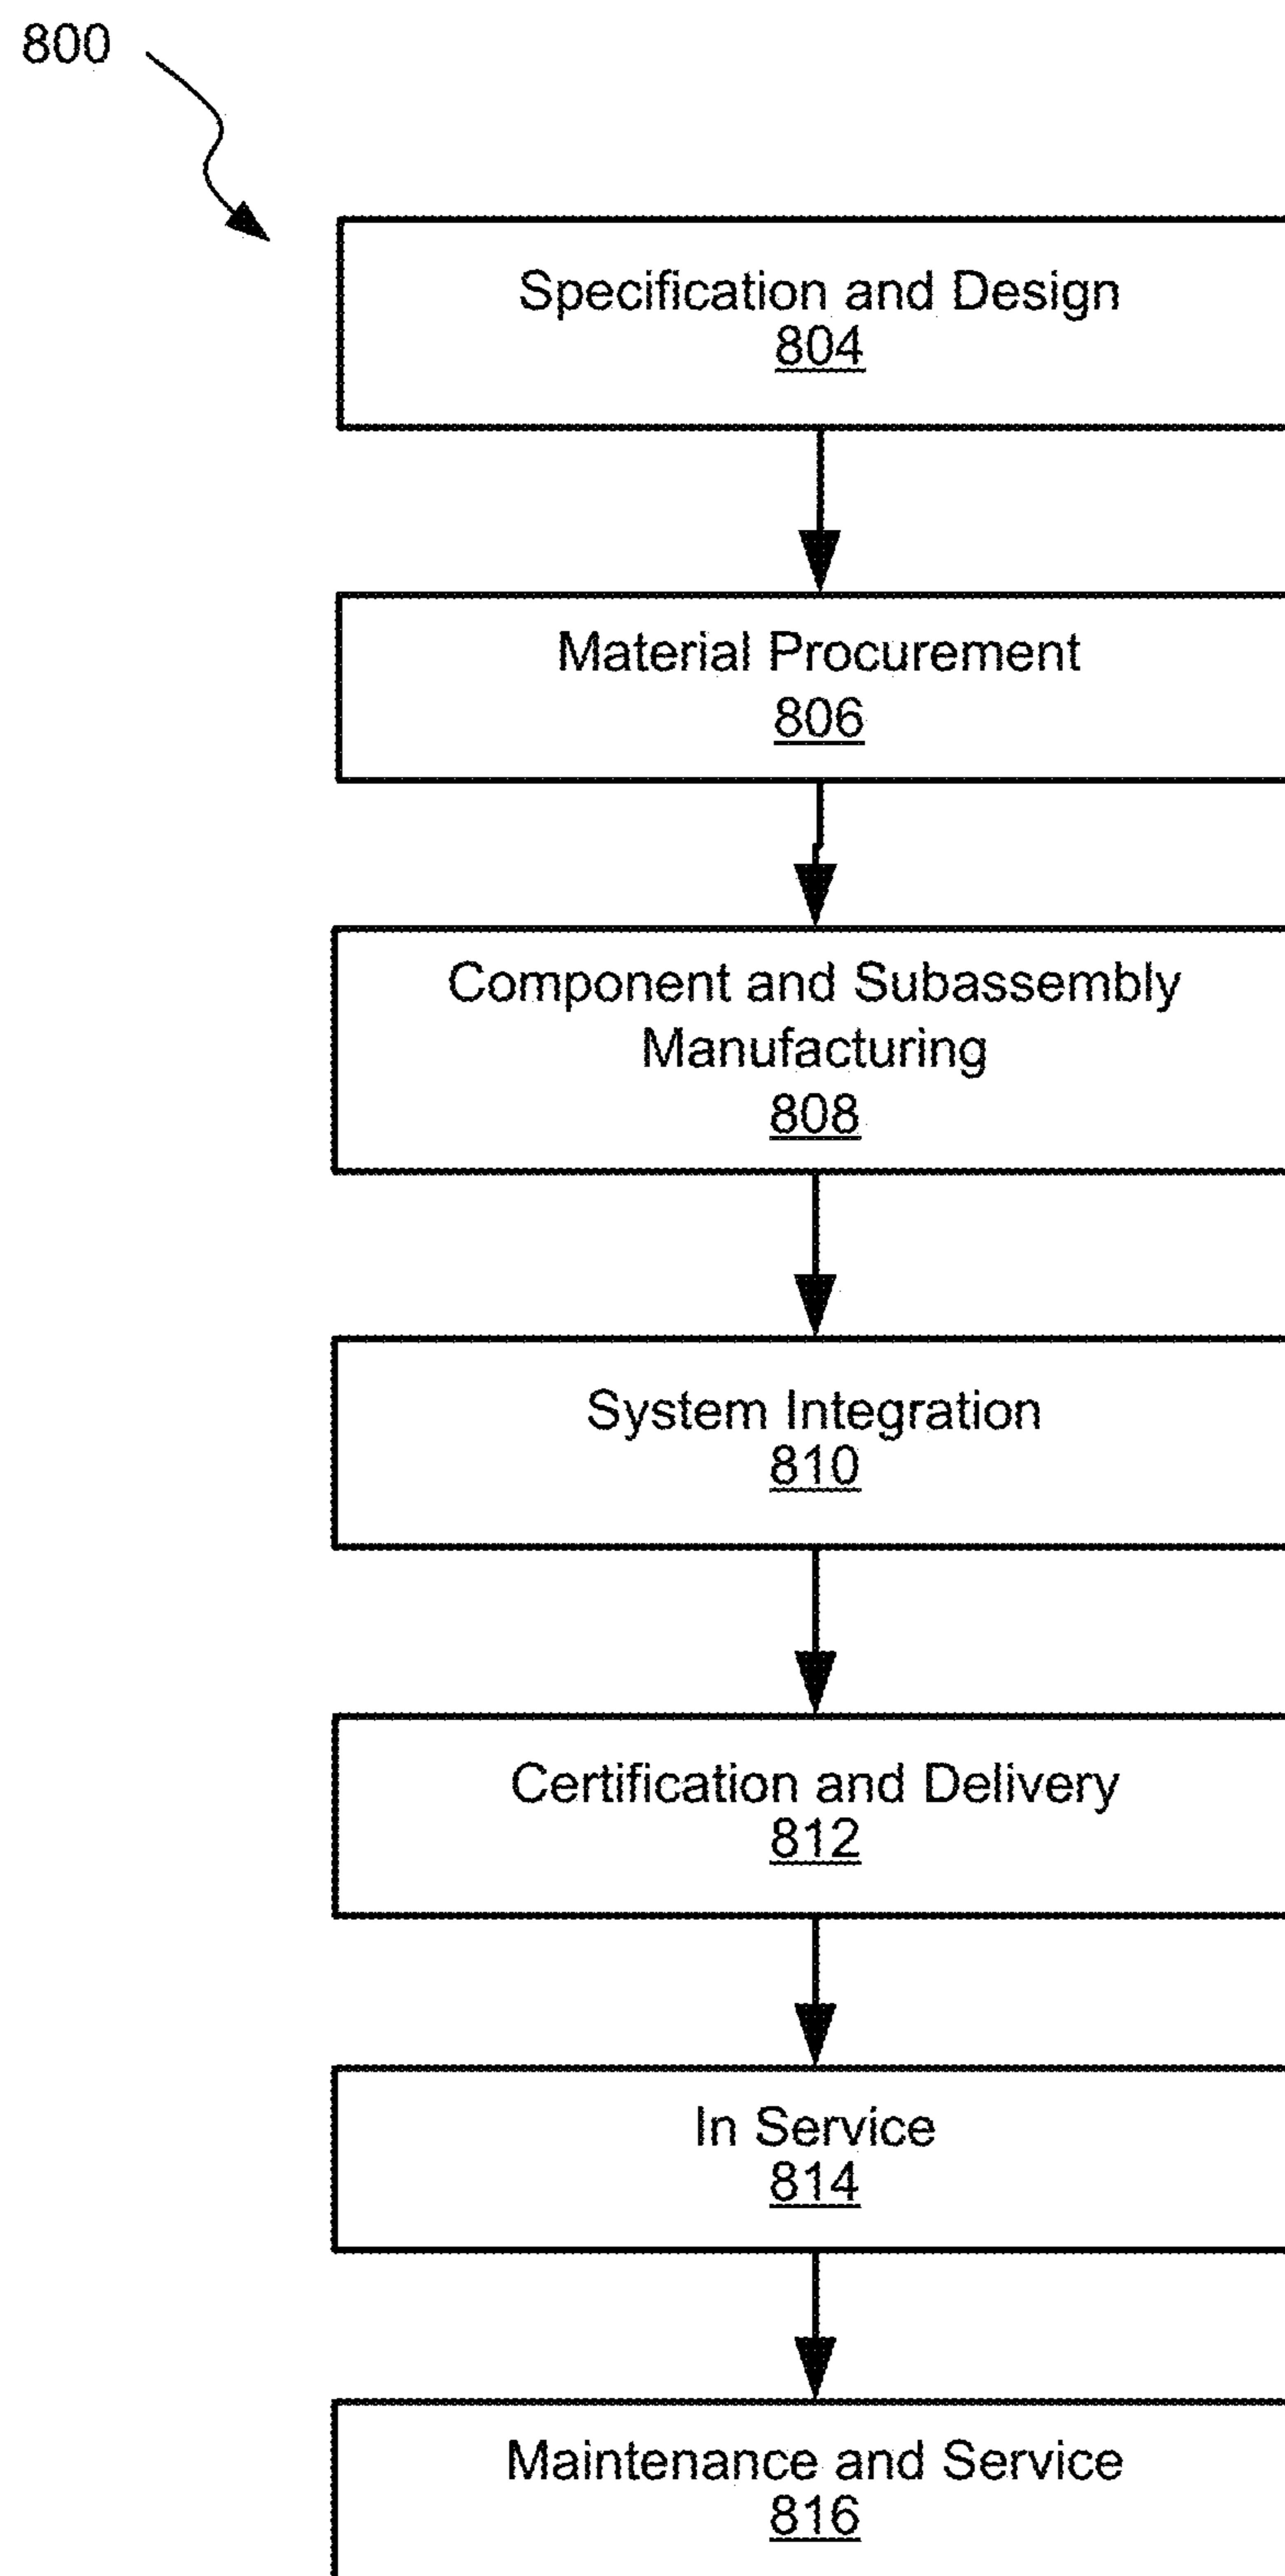 800
Specification and Design
804
Material Procurement
806
Component and Subassembly
Manufacturing
808
System Integration
810
Certification and Delivery
812
In Service
814
Maintenance and Service
816